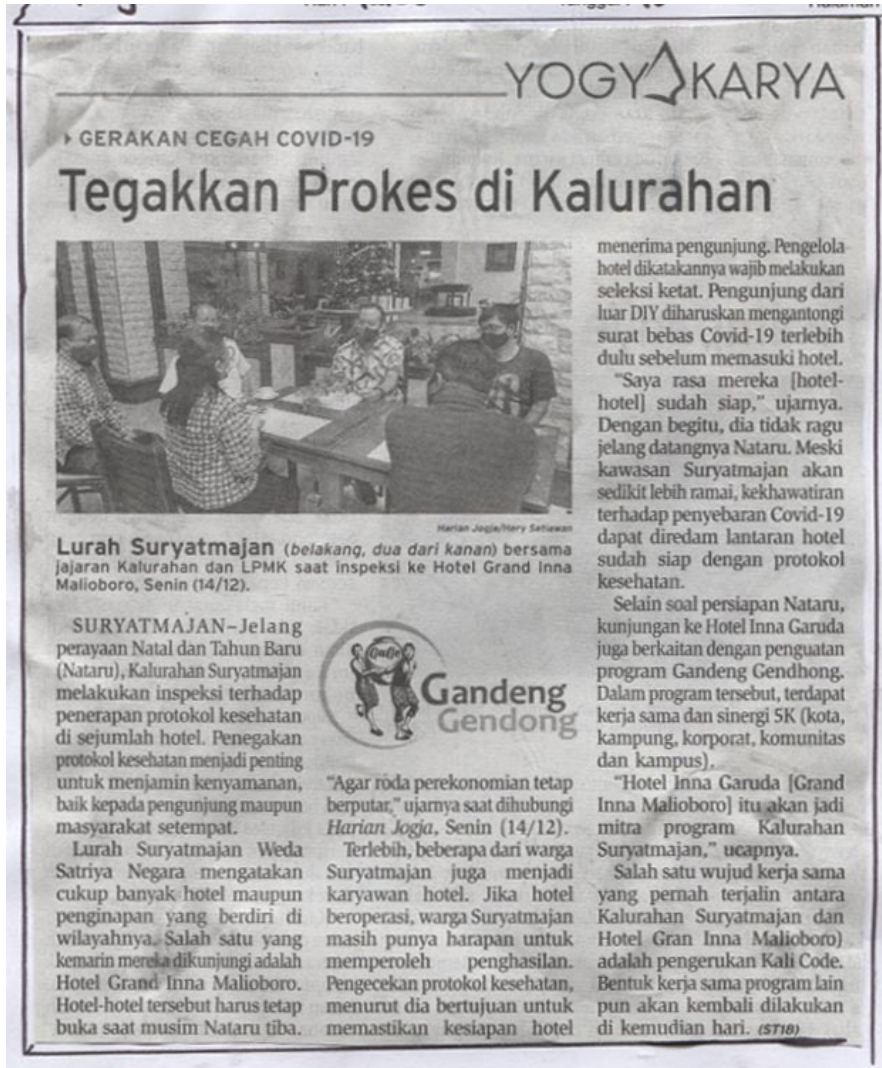 YOGYAKARYA
GERAKAN CEGAH COVID-19
Tegakkan Prokes di Kalurahan
Harian Jogja/Hery Setiawan
Lurah Suryatmajan (belakang, dua dari kanan) bersama
jajaran Kalurahan dan LPMK saat inspeksi ke Hotel Grand Inna
Malioboro, Senin (14/12).
SURYATMAJAN–Jelang
perayaan Natal dan Tahun Baru
(Nataru), Kalurahan Suryatmajan
melakukan inspeksi terhadap
penerapan protokol kesehatan
di sejumlah hotel. Penegakan
protokol kesehatan menjadi penting
untuk menjamin kenyamanan,
baik kepada pengunjung maupun
masyarakat setempat.
Lurah Suryatmajan Weda
Satriya Negara mengatakan
cukup banyak hotel maupun
penginapan yang berdiri di
wilayahnya. Salah satu yang
kemarin mereka dikunjungi adalah
Hotel Grand Inna Malioboro.
Hotel-hotel tersebut harus tetap
buka saat musim Nataru tiba.
Gandeng
Gendong
"Agar roda perekonomian tetap
berputar," ujarnya saat dihubungi
Harian Jogja, Senin (14/12).
Terlebih, beberapa dari warga
Suryatmajan juga menjadi
karyawan hotel. Jika hotel
beroperasi, warga Suryatmajan
masih punya harapan untuk
memperoleh penghasilan.
Pengecekan protokol kesehatan,
menurut dia bertujuan untuk
memastikan kesiapan hotel
menerima pengunjung. Pengelola
hotel dikatakannya wajib melakukan
seleksi ketat. Pengunjung dari
luar DIY diharuskan mengantongi
surat bebas Covid-19 terlebih
dulu sebelum memasuki hotel.
"Saya rasa mereka [hotel-
hotel] sudah siap," ujarnya.
Dengan begitu, dia tidak ragu
jelang datangnya Nataru. Meski
kawasan Suryatmajan akan
sedikit lebih ramai, kekhawatiran
terhadap penyebaran Covid-19
dapat diredam lantaran hotel
sudah siap dengan protokol
kesehatan.
Selain soal persiapan Nataru,
kunjungan ke Hotel Inna Garuda
juga berkaitan dengan penguatan
program Gandeng Gendhong.
Dalam program tersebut, terdapat
kerja sama dan sinergi 5K (kota,
kampung, korporat, komunitas
dan kampus).
"Hotel Inna Garuda [Grand
Inna Malioboro] itu akan jadi
mitra program Kalurahan
Suryatmajan," ucapnya.
Salah satu wujud kerja sama
yang pernah terjalin antara
Kalurahan Suryatmajan dan
Hotel Gran Inna Malioboro)
adalah pengerukan Kali Code.
Bentuk kerja sama program lain
pun akan kembali dilakukan
di kemudian hari. (ST18)